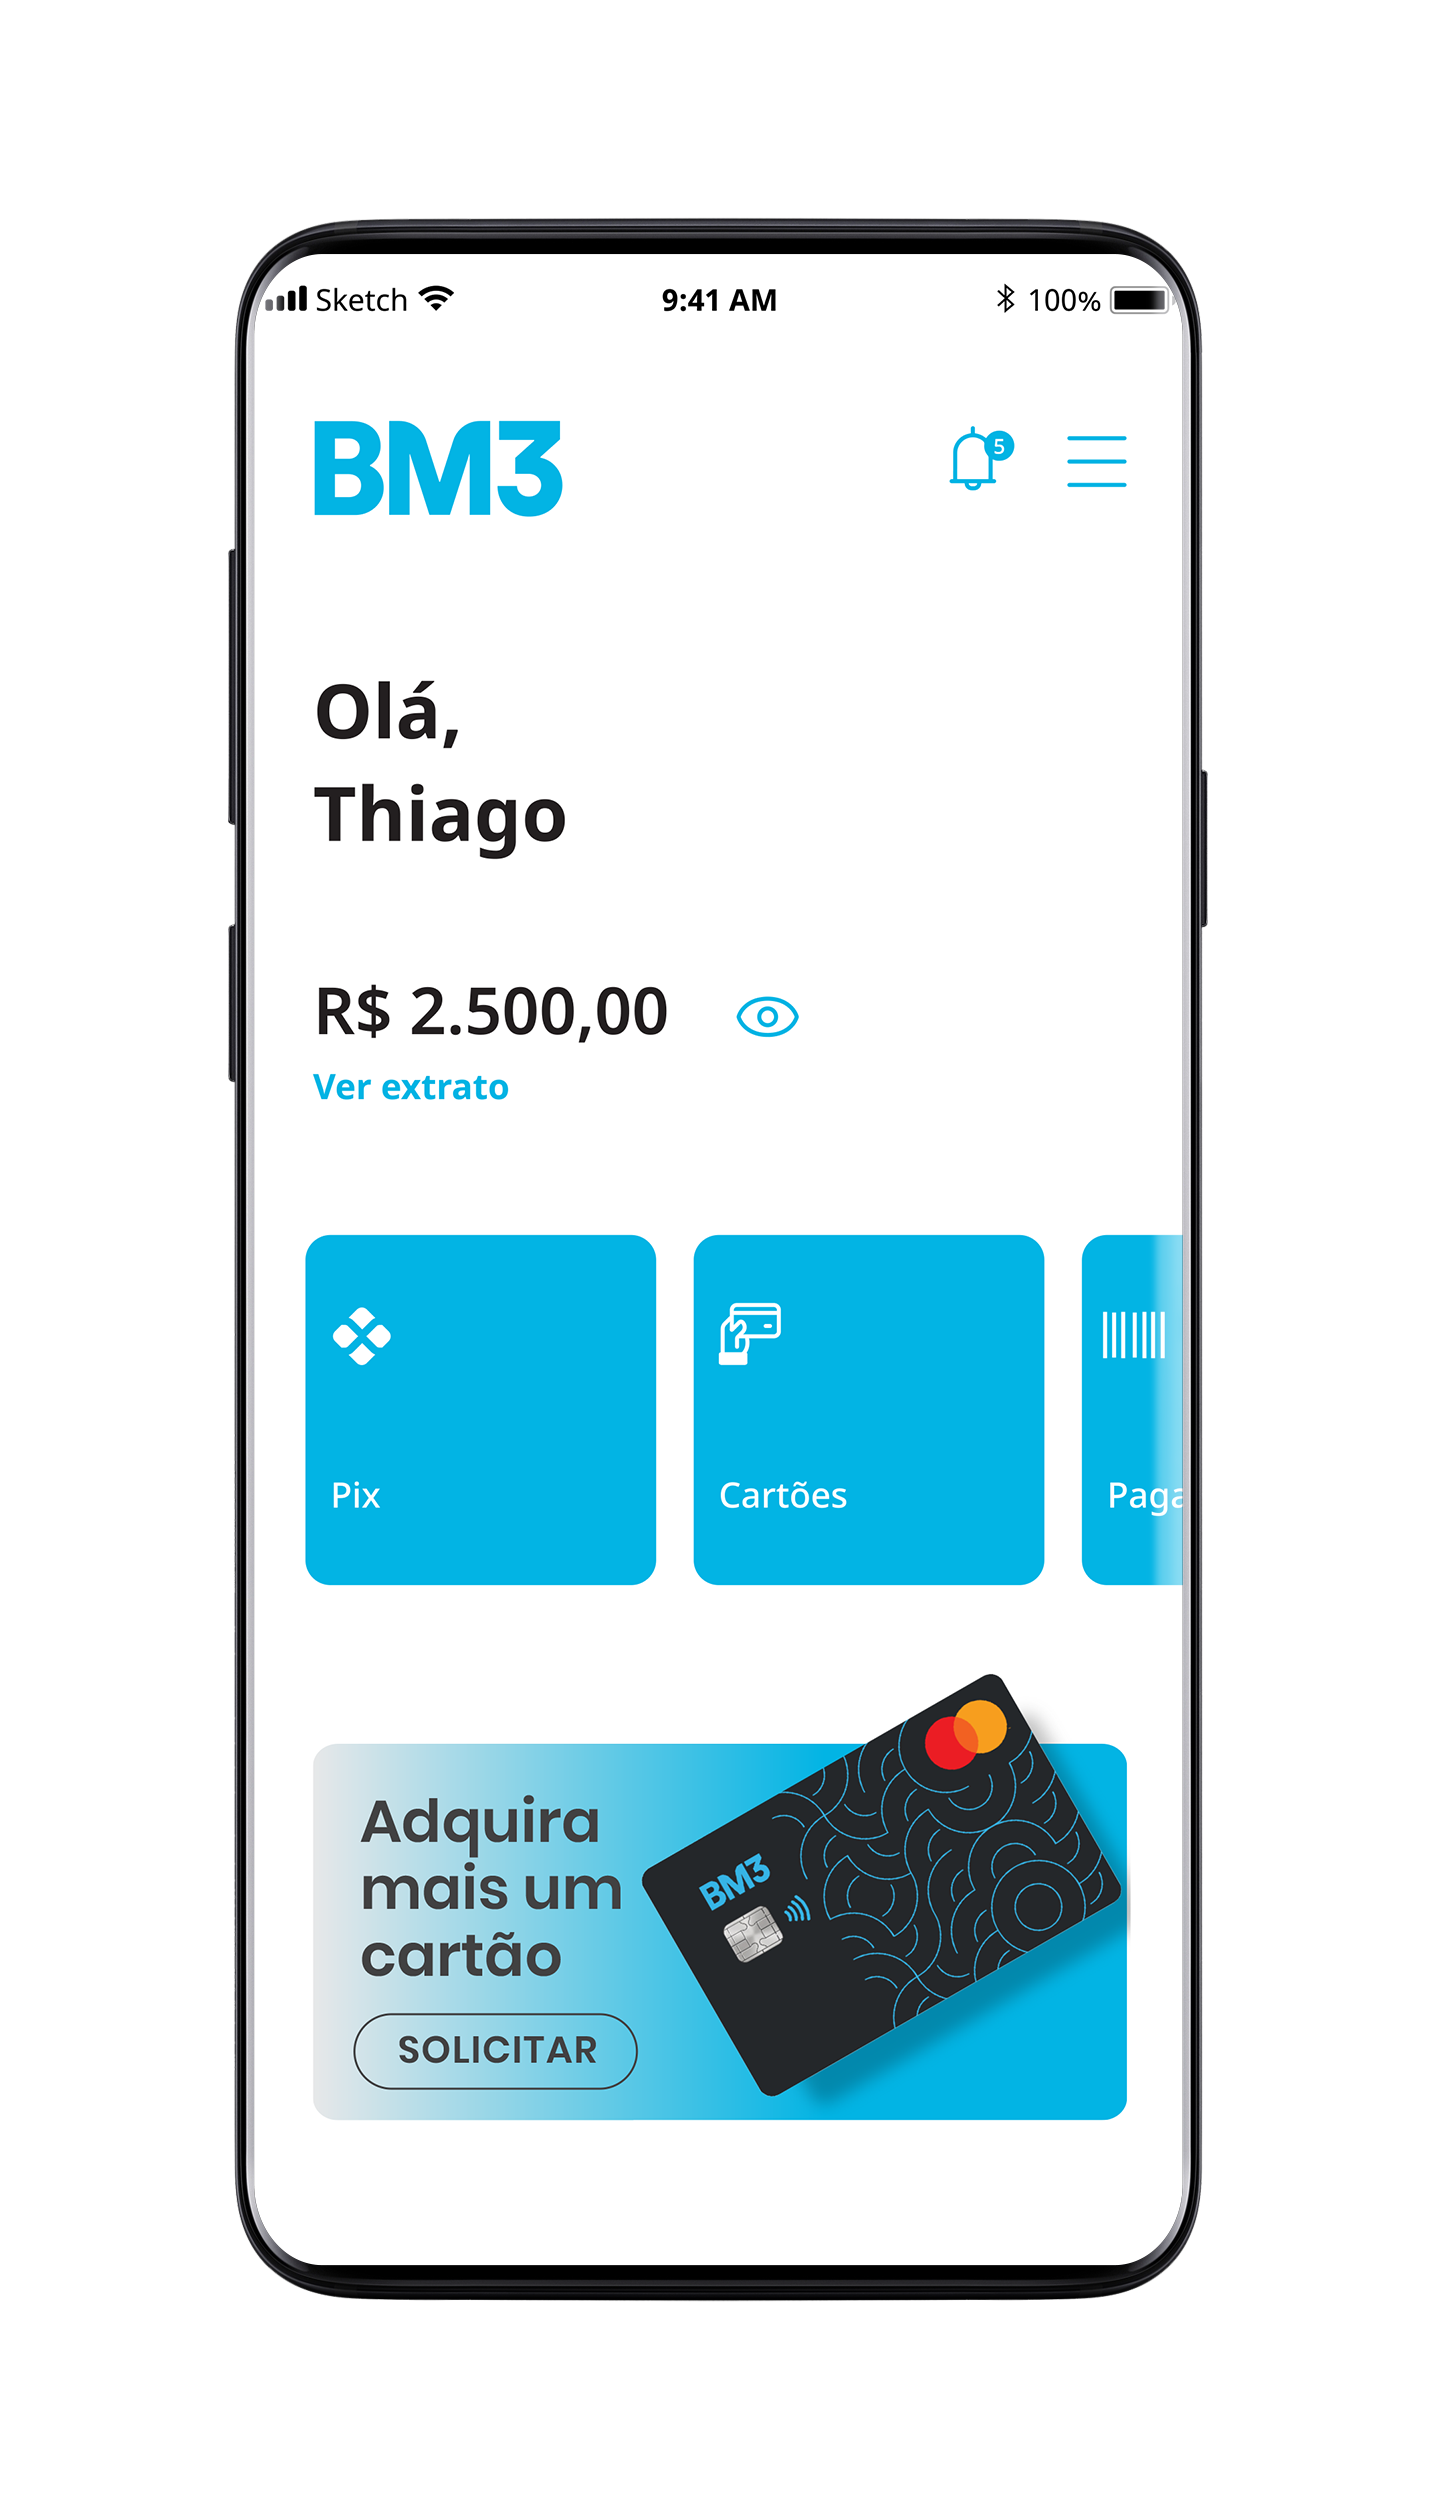 Sketch 9:41 AM 100%
BM3 5
Olá,
Thiago
R$ 2.500,00
Ver extrato
Pix Cartões
Adquira
mais um
cartão
BM3
SOLICITAR